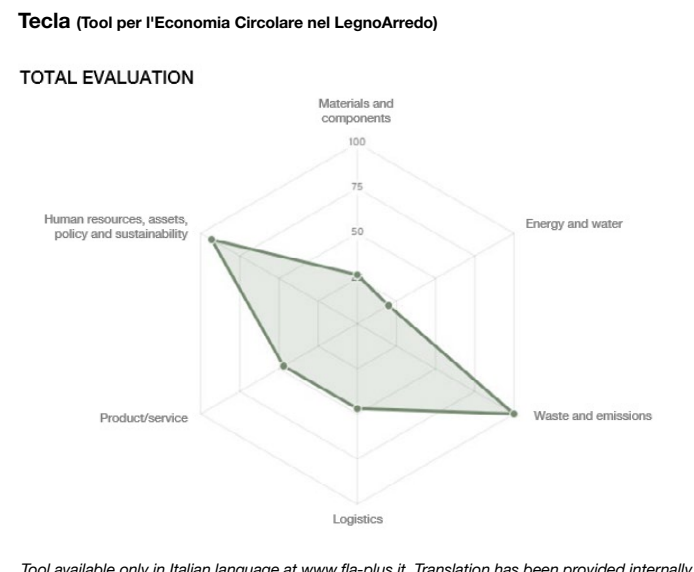 Tecla (Tool per l'Economia Circolare nel LegnoArredo)
TOTAL EVALUATION
Materials and
components
100
75
50
25
Human resources, assets,
policy and sustainability
Energy and water
Product/service
Waste and emissions
Logistics
Tool available only in Italian language at www.fla-plus.it. Translation has been provided internally